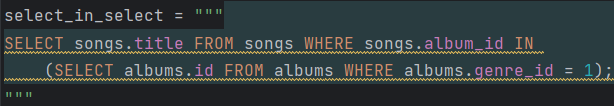 select_in_select = """
SELECT songs.title FROM songs WHERE songs.album_id IN
    (SELECT albums.id FROM albums WHERE albums.genre_id = 1);
"""